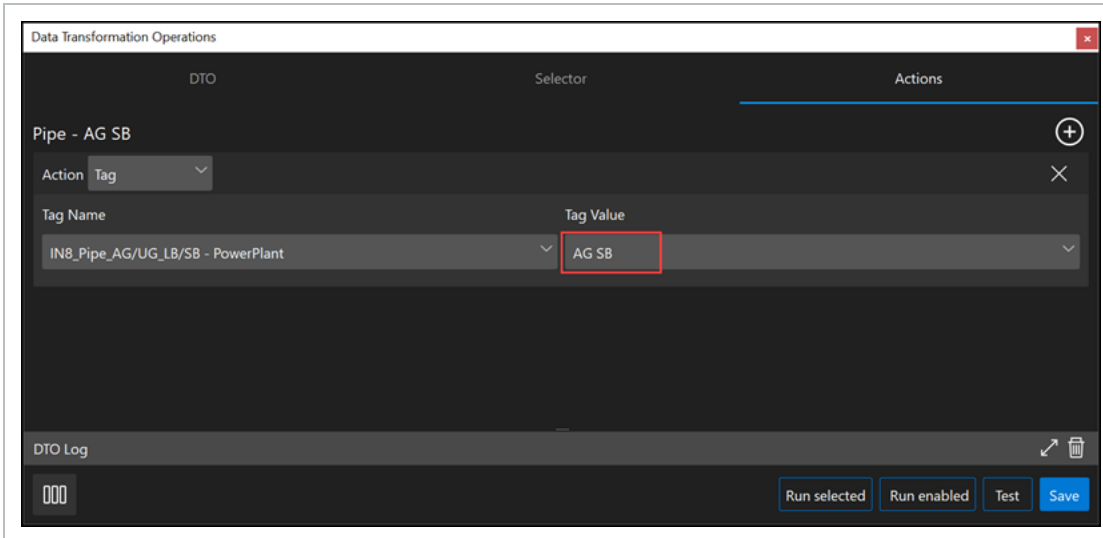 Data Transformation Operations
DTO Selector Actions
Pipe - AG SB
Action Tag
Tag Name Tag Value
IN8_Pipe_AG/UG_LB/SB - PowerPlant AG SB
DTO Log
Run selected Run enabled Test Save